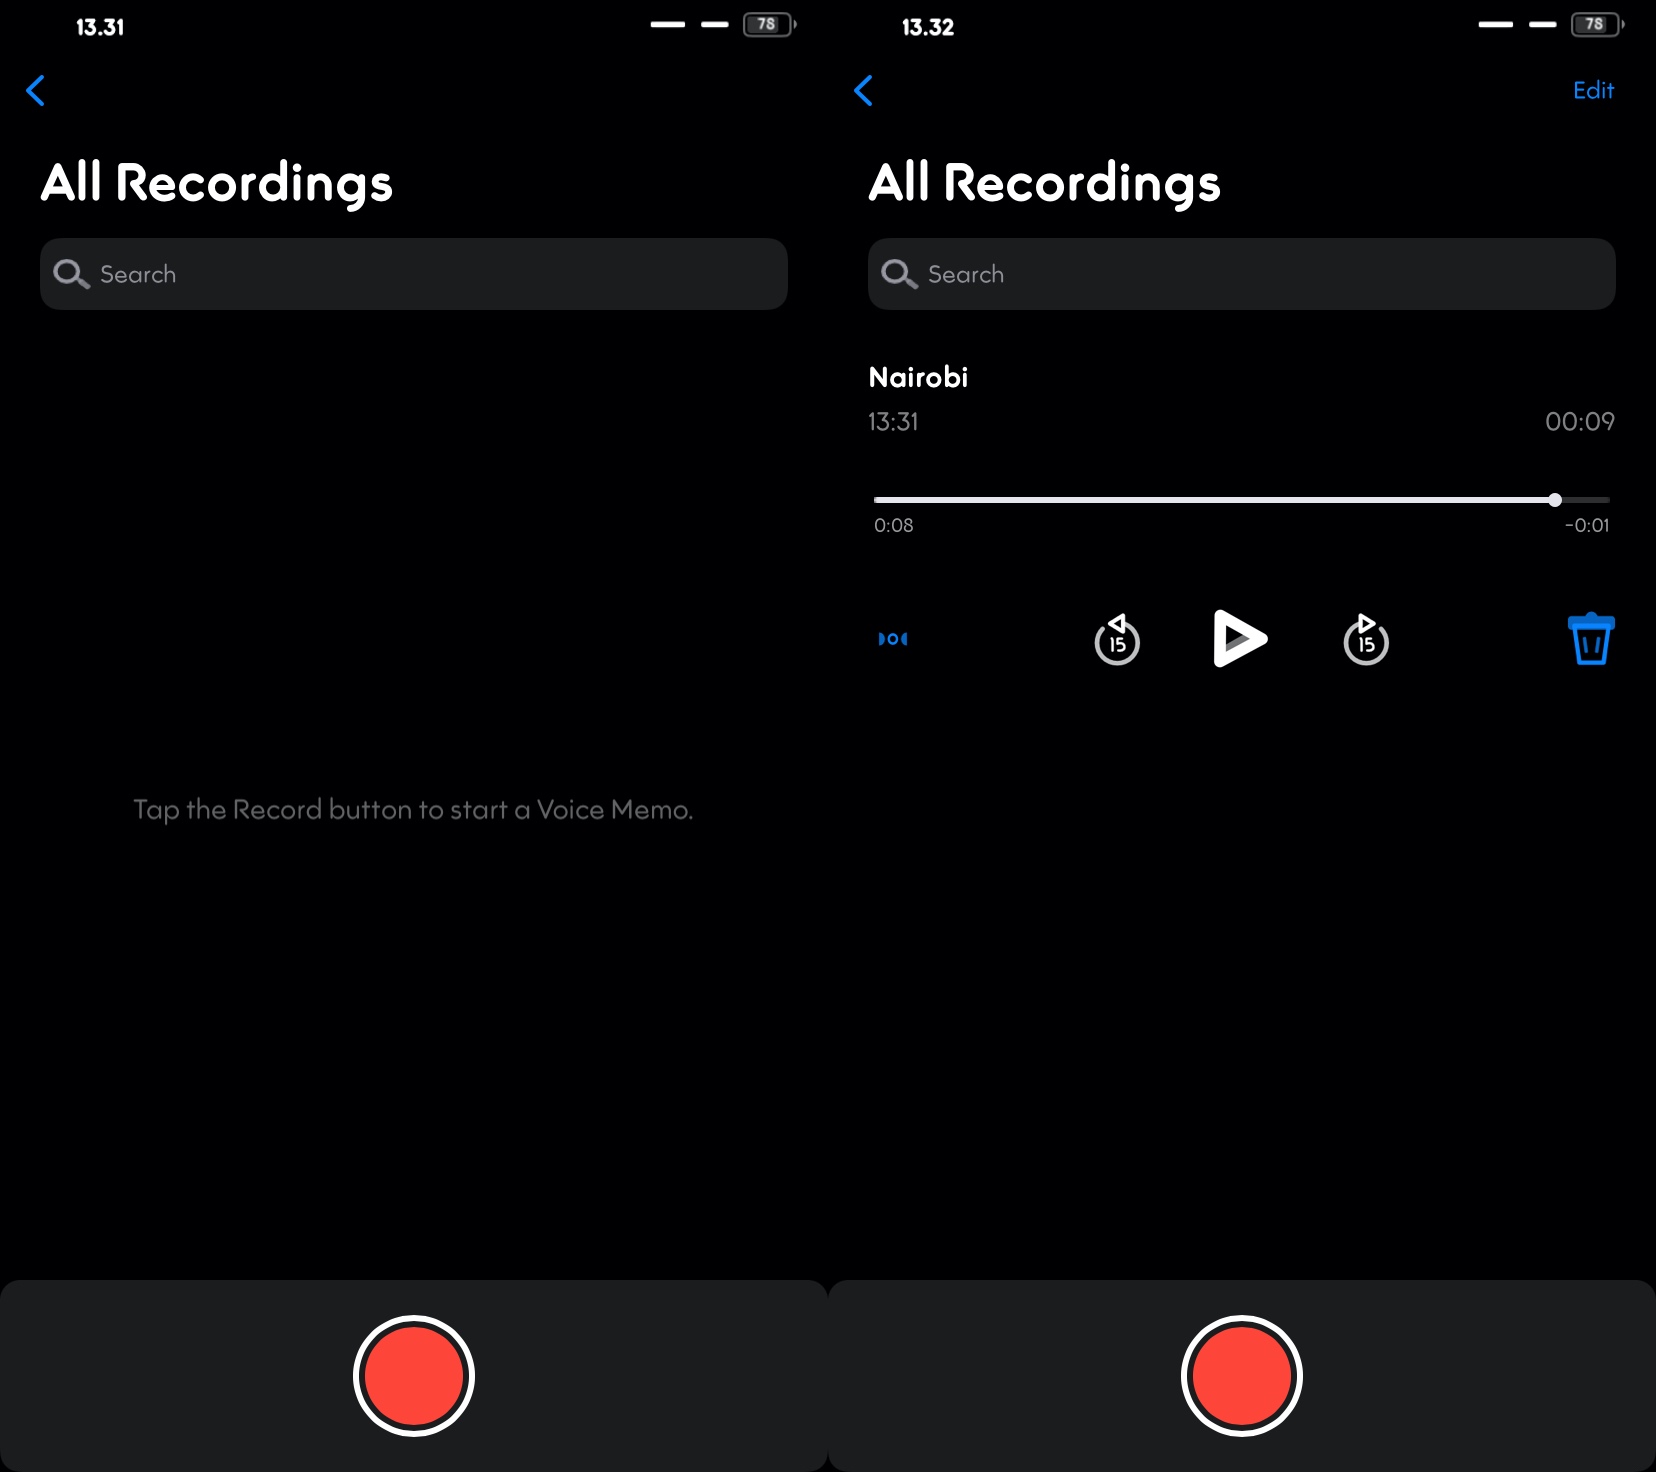 13.31
78
All Recordings
Search
Tap the Record button to start a Voice Memo.
13.32
78
Edit
All Recordings
Search
Nairobi
13:31
00:09
0:08
-0:01
15
15